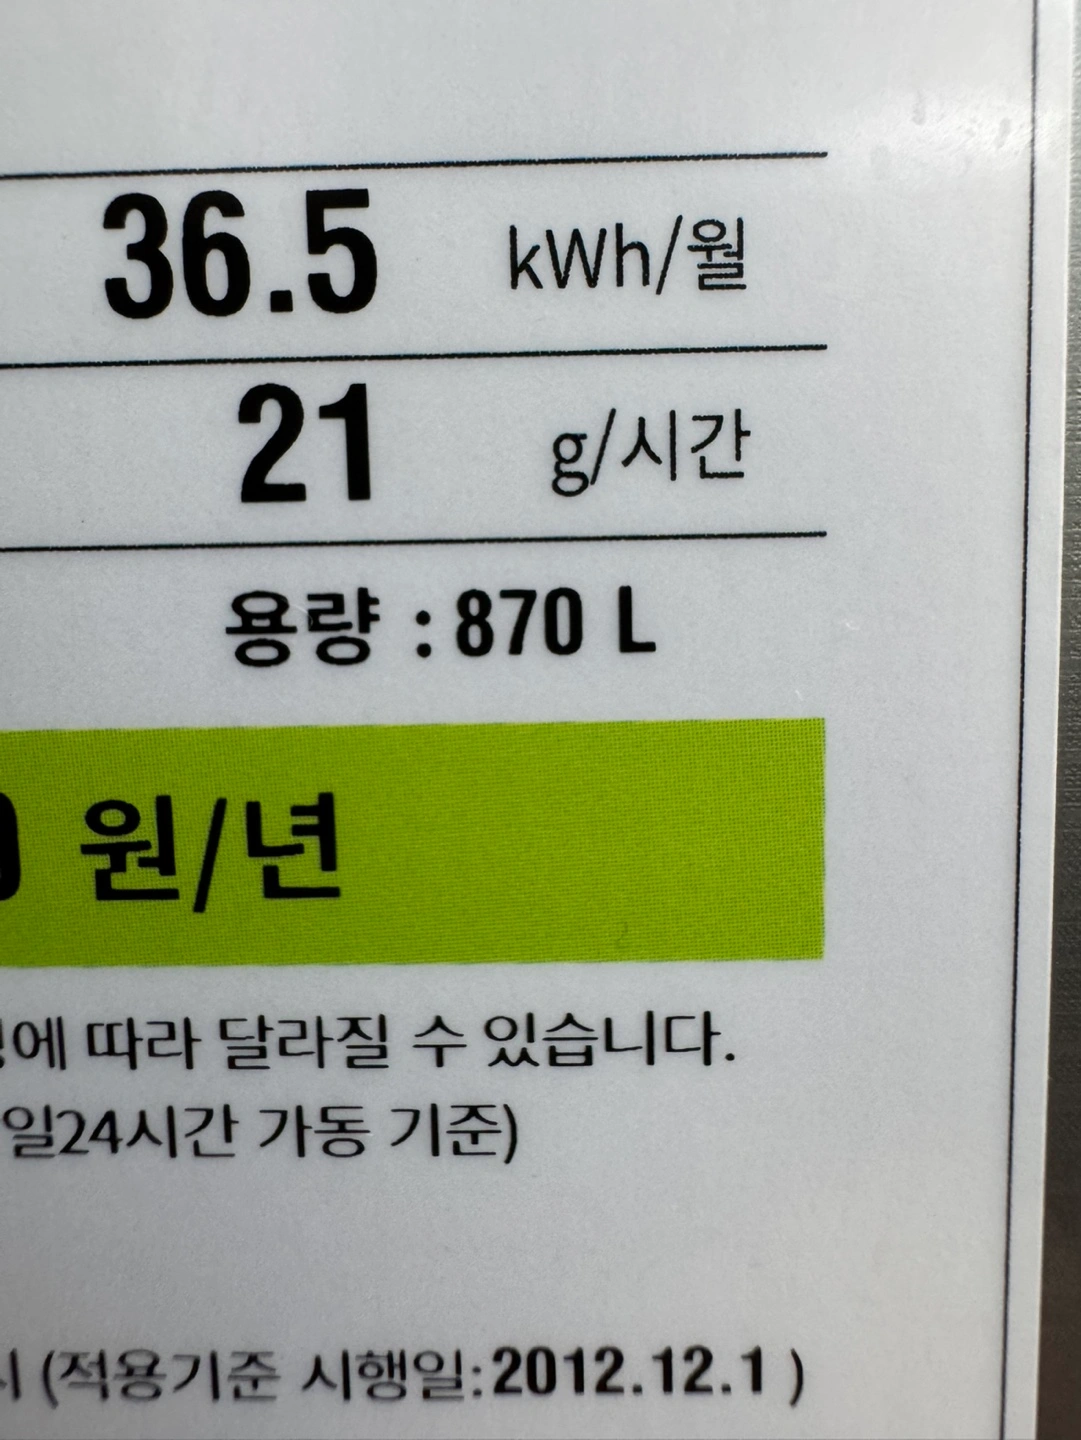 36.5 kWh/월
21 g/시간
용량 : 870 L
원/년
에 따라 달라질 수 있습니다.
일24시간 가동 기준)
(적용기준 시행일:2012.12.1 )